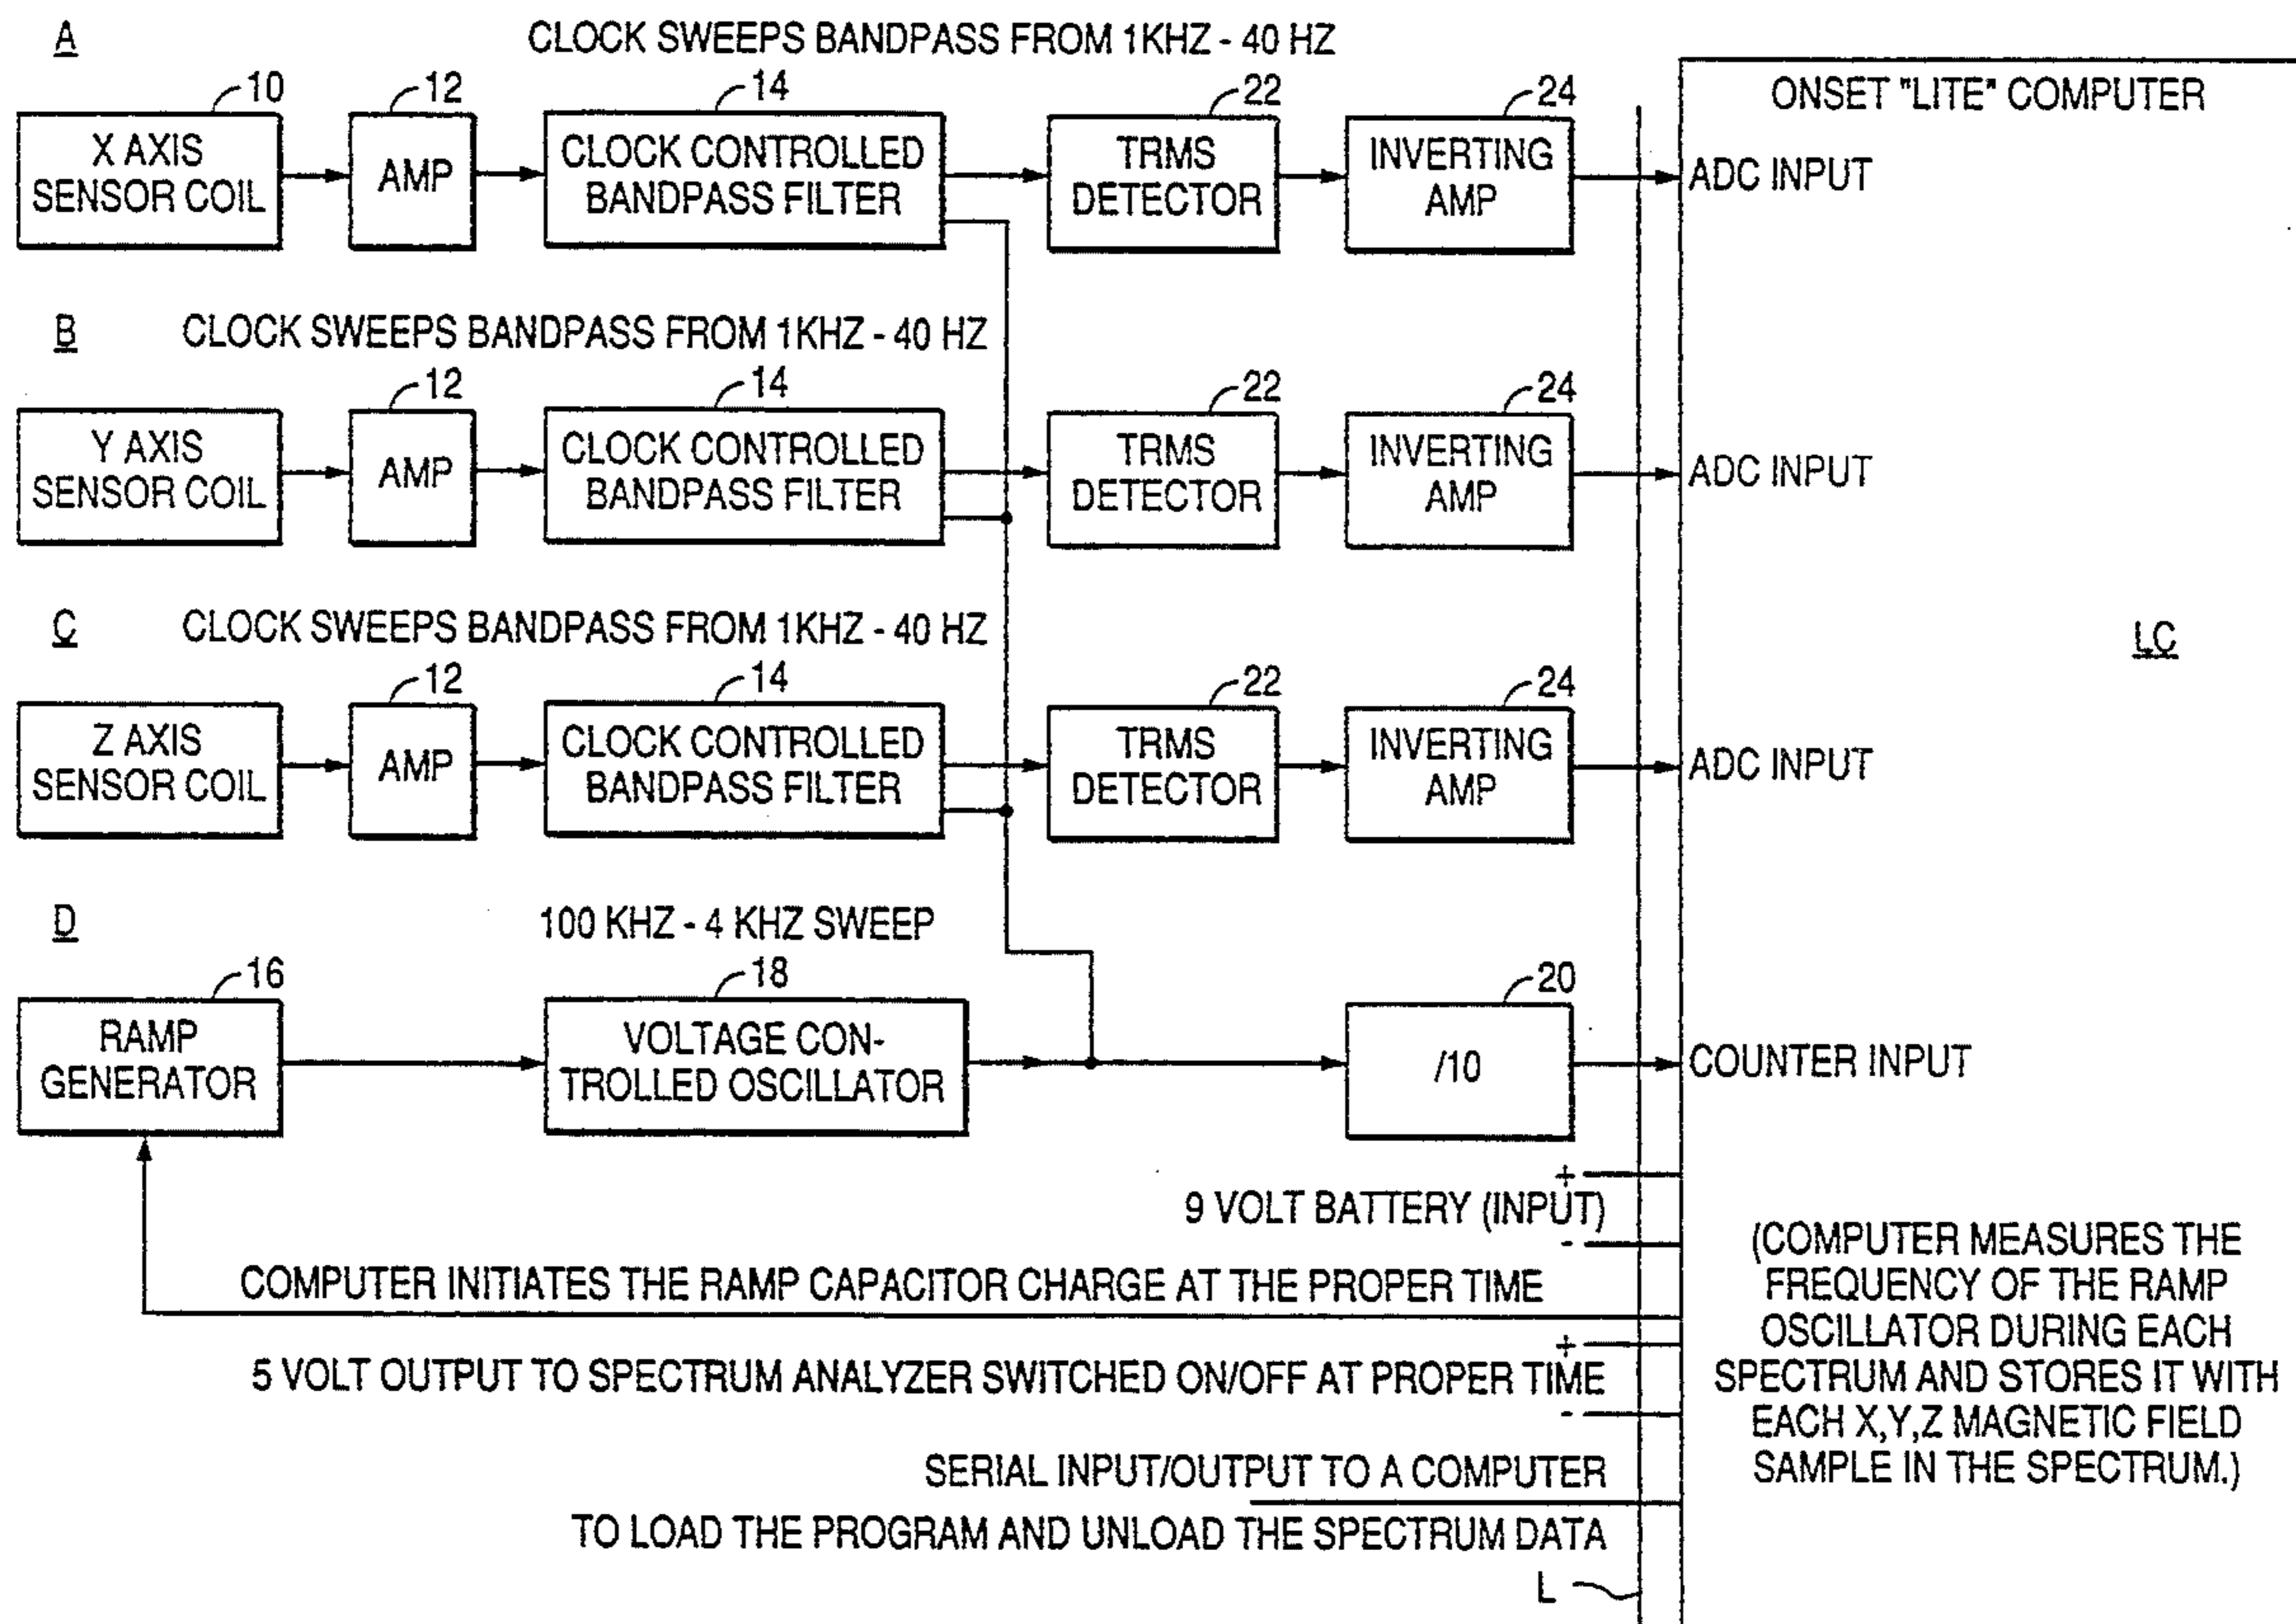 A
CLOCK SWEEPS BANDPASS FROM 1KHZ - 40 HZ
10
12
14
22
24
X AXIS
SENSOR COIL
AMP
CLOCK CONTROLLED
BANDPASS FILTER
TRMS
DETECTOR
INVERTING
AMP
ONSET "LITE" COMPUTER
ADC INPUT
B
CLOCK SWEEPS BANDPASS FROM 1KHZ - 40 HZ
12
14
22
24
Y AXIS
SENSOR COIL
AMP
CLOCK CONTROLLED
BANDPASS FILTER
TRMS
DETECTOR
INVERTING
AMP
ADC INPUT
C
CLOCK SWEEPS BANDPASS FROM 1KHZ - 40 HZ
LC
12
14
22
24
Z AXIS
SENSOR COIL
AMP
CLOCK CONTROLLED
BANDPASS FILTER
TRMS
DETECTOR
INVERTING
AMP
ADC INPUT
D
100 KHZ - 4 KHZ SWEEP
16
18
20
RAMP
GENERATOR
VOLTAGE CON-
TROLLED OSCILLATOR
/10
COUNTER INPUT
+
9 VOLT BATTERY (INPUT)
-
COMPUTER INITIATES THE RAMP CAPACITOR CHARGE AT THE PROPER TIME
+
5 VOLT OUTPUT TO SPECTRUM ANALYZER SWITCHED ON/OFF AT PROPER TIME
-
SERIAL INPUT/OUTPUT TO A COMPUTER
TO LOAD THE PROGRAM AND UNLOAD THE SPECTRUM DATA
L
(COMPUTER MEASURES THE
FREQUENCY OF THE RAMP
OSCILLATOR DURING EACH
SPECTRUM AND STORES IT WITH
EACH X,Y,Z MAGNETIC FIELD
SAMPLE IN THE SPECTRUM.)